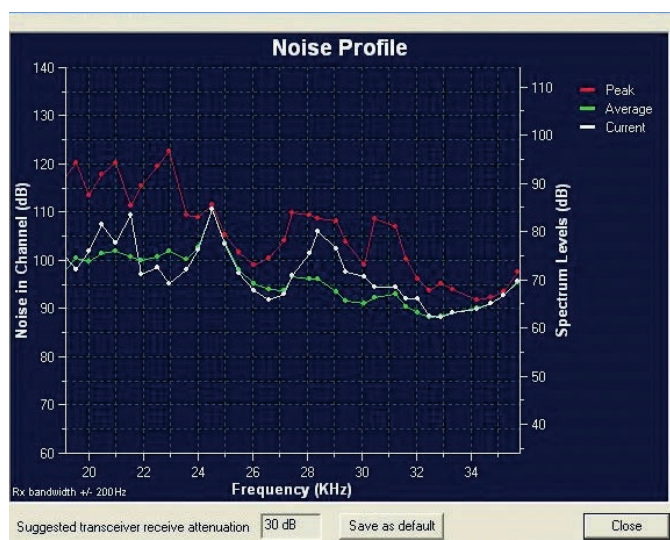 Noise Profile
140
130
120
110
100
90
80
70
60
Noise in Channel (dB)
110
100
90
80
70
60
50
40
Spectrum Levels (dB)
Peak
Average
Current
20 22 24 26 28 30 32 34
Frequency (KHz)
Rx bandwidth +/- 200Hz
Suggested transceiver receive attenuation 30 dB Save as default Close